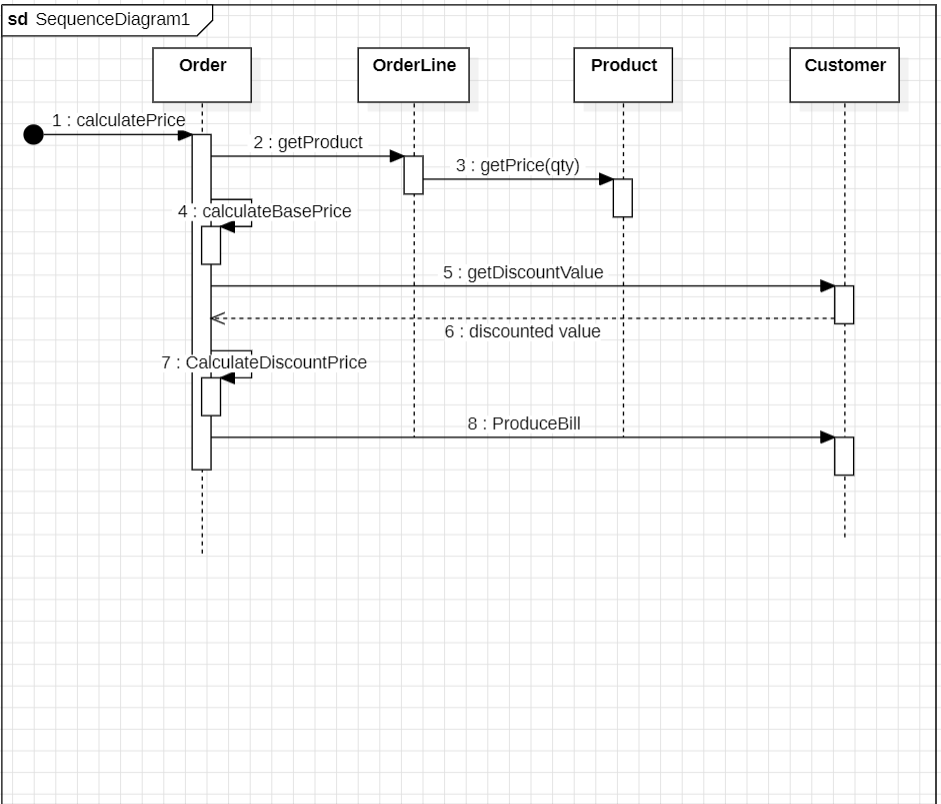 sd SequenceDiagram1
Order
OrderLine
Product
Customer
1 : calculatePrice
2 : getProduct
3 : getPrice(qty)
4 : calculateBasePrice
5 : getDiscountValue
6 : discounted value
7 : CalculateDiscountPrice
8 : ProduceBill